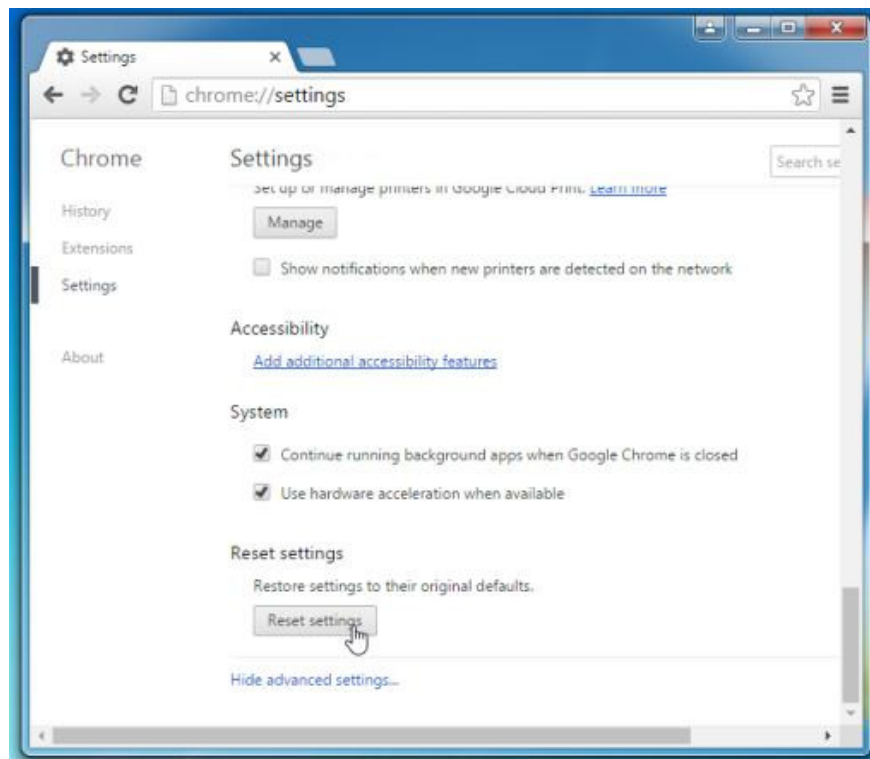 Settings
chrome://settings
Chrome
Settings
Search se
History
Extensions
Settings
About
Set up or manage printers in Google Cloud Print. Learn more
Manage
Show notifications when new printers are detected on the network
Accessibility
Add additional accessibility features
System
Continue running background apps when Google Chrome is closed
Use hardware acceleration when available
Reset settings
Restore settings to their original defaults.
Reset settings
Hide advanced settings...